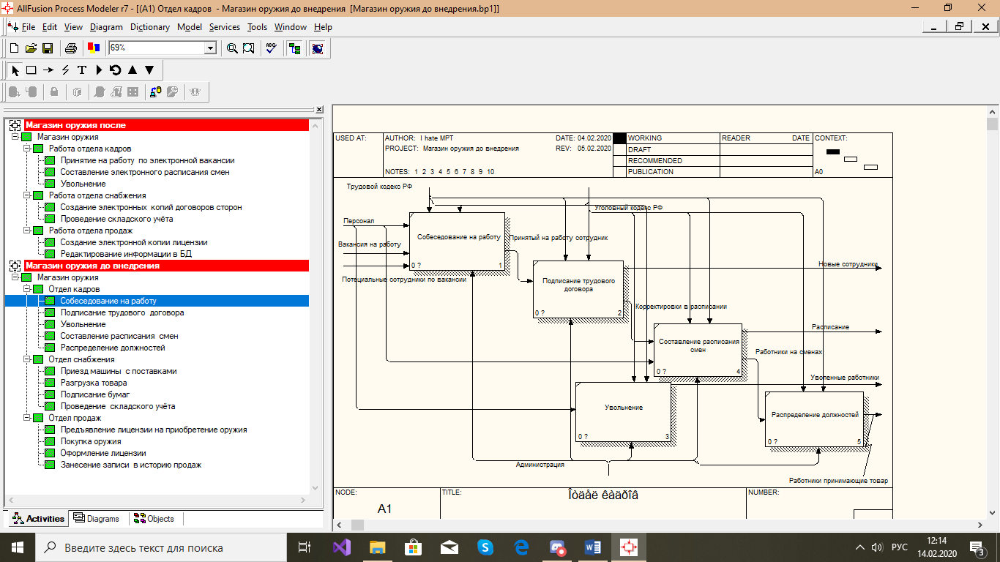 AllFusion Process Modeler r7 - [(A1) Отдел кадров - Магазин оружия до внедрения [Магазин оружия до внедрения.bp1]]
File Edit View Diagram Dictionary Model Services Tools Window Help
69%
ABC
T
Магазин оружия после
Магазин оружия
Работа отдела кадров
Принятие на работу по электронной вакансии
Составление электронного расписания смен
Увольнение
Работа отдела снабжения
Создание электронных копий договоров сторон
Проведение складского учёта
Работа отдела продаж
Создание электронной копии лицензии
Редактирование информации в БД
Магазин оружия до внедрения
Магазин оружия
Отдел кадров
Собеседование на работу
Подписание трудового договора
Увольнение
Составление расписания смен
Распределение должностей
Отдел снабжения
Приезд машины с поставками
Разгрузка товара
Подписание бумаг
Проведение складского учёта
Отдел продаж
Предъявление лицензии на приобретение оружия
Покупка оружия
Оформление лицензии
Занесение записи в историю продаж
Activities Diagrams Objects
USED AT: AUTHOR: I hate MPT DATE: 04.02.2020 WORKING READER DATE CONTEXT:
PROJECT: Магазин оружия до внедрения REV: 05.02.2020 DRAFT
RECOMMENDED
NOTES: 1 2 3 4 5 6 7 8 9 10 PUBLICATION A0
Трудовой кодекс РФ
Уголовный кодекс РФ
Персонал
Собеседование на работу
Принятый на работу сотрудник
Вакансия на работу
0 ? 1
Новые сотрудники
Потециальные сотрудники по вакансии
Подписание трудового
договора
0 ? 2
Корректировки в расписании
Расписание
Составление расписания
смен
Работники на сменах
0 ? 4
Уволенные работники
Увольнение
Распределение должностей
0 ? 3
0 ? 5
Администрация
Работники принимающие товар
NODE: TITLE: Îòäåë êàäðîâ NUMBER:
A1
Введите здесь текст для поиска
РУС
12:14
14.02.2020
3